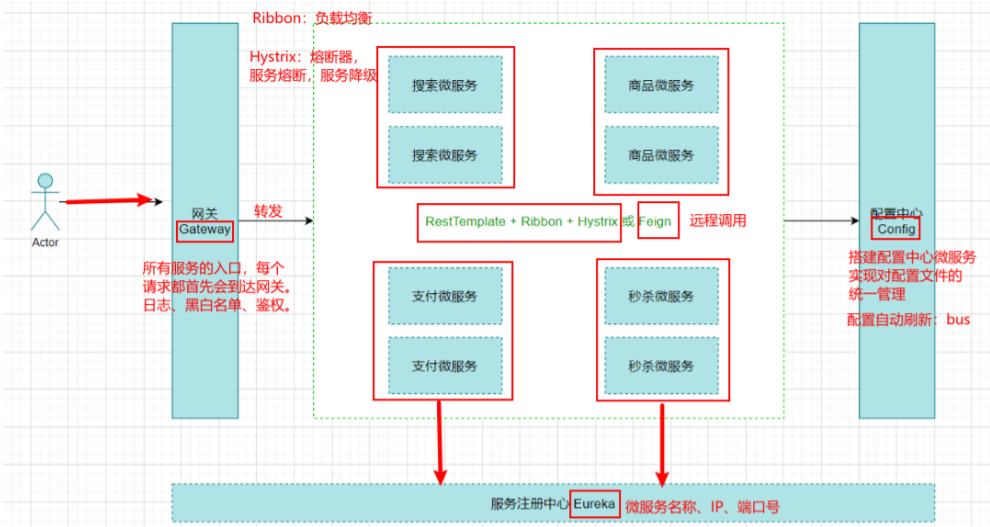 Ribbon：负载均衡
Hystrix：熔断器，
服务熔断，服务降级
搜索微服务
商品微服务
搜索微服务
商品微服务
Actor
网关
Gateway
转发
RestTemplate + Ribbon + Hystrix 或 Feign
远程调用
配置中心
Config
所有服务的入口，每个
请求都首先会到达网关。
日志、黑白名单、鉴权。
搭建配置中心微服务
实现对配置文件的
统一管理
配置自动刷新：bus
支付微服务
秒杀微服务
支付微服务
秒杀微服务
服务注册中心 Eureka
微服务名称、IP、端口号